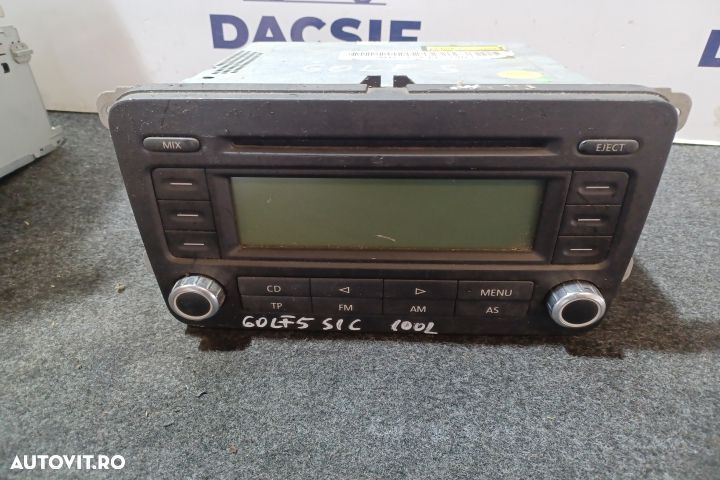 DACSIE
MIX
EJECT
CD
MENU
TP
FM
AM
AS
GOLF5 SIC 100L
AUTOVIT.RO